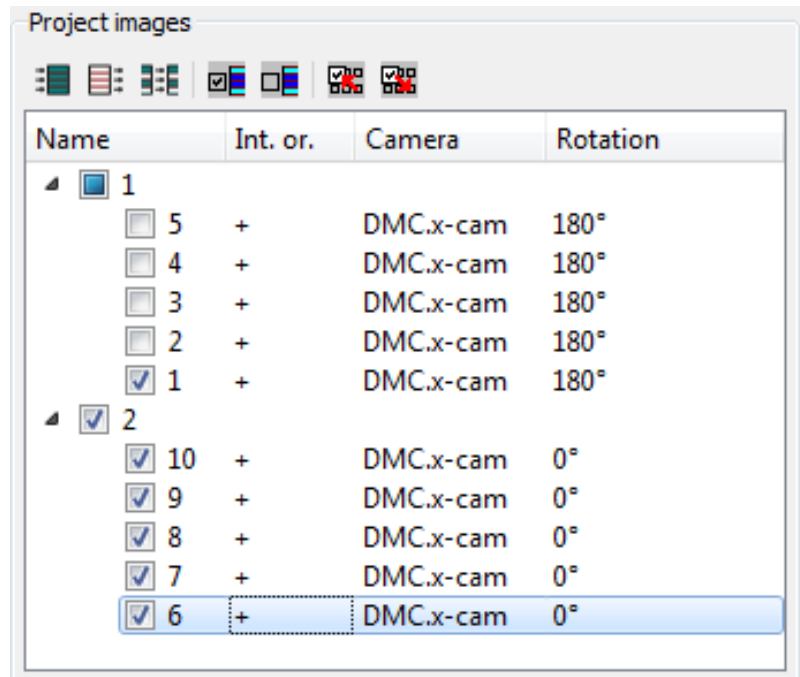 Project images
Name Int. or. Camera Rotation
1
5 + DMC.x-cam 180°
4 + DMC.x-cam 180°
3 + DMC.x-cam 180°
2 + DMC.x-cam 180°
1 + DMC.x-cam 180°
2
10 + DMC.x-cam 0°
9 + DMC.x-cam 0°
8 + DMC.x-cam 0°
7 + DMC.x-cam 0°
6 + DMC.x-cam 0°